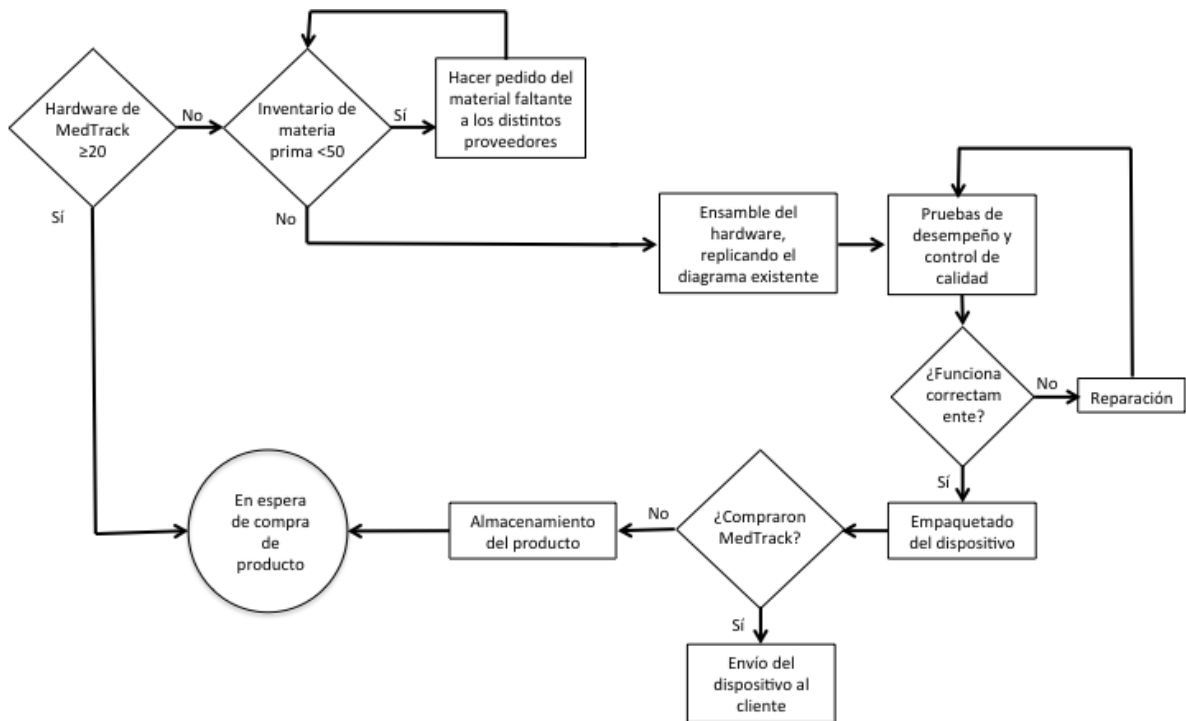 Hardware de
MedTrack
≥20
No
Sí
Inventario de
materia
prima <50
Sí
No
Hacer pedido del
material faltante
a los distintos
proveedores
Ensamble del
hardware,
replicando el
diagrama existente
Pruebas de
desempeño y
control de
calidad
¿Funciona
correctam
ente?
No
Reparación
Sí
Empaquetado
del dispositivo
¿Compraron
MedTrack?
No
Almacenamiento
del producto
En espera
de compra
de
producto
Sí
Envío del
dispositivo al
cliente